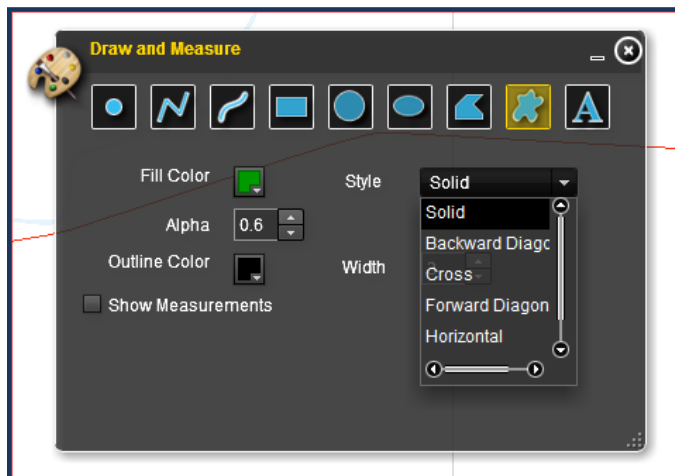 Draw and Measure
A
Fill Color
Style
Solid
Alpha
0.6
Solid
Backward Diagc
Outline Color
Width
Cross
Show Measurements
Forward Diagon
Horizontal